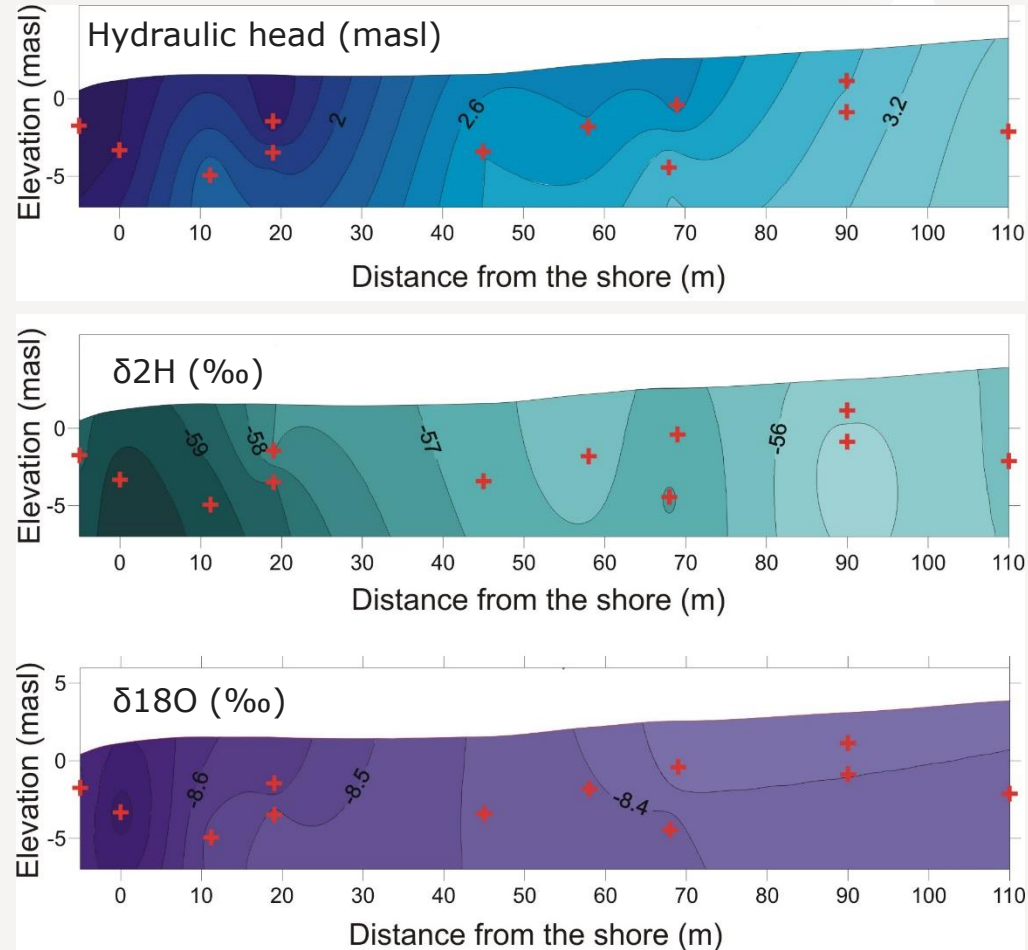 Hydraulic head (masl)
Elevation (masl)
0
-5
2
2.6
3.2
0 10 20 30 40 50 60 70 80 90 100 110
Distance from the shore (m)
δ2H (‰)
Elevation (masl)
0
-5
-59
-58
-57
-56
0 10 20 30 40 50 60 70 80 90 100 110
Distance from the shore (m)
δ18O (‰)
Elevation (masl)
5
0
-5
-8.6
-8.5
-8.4
0 10 20 30 40 50 60 70 80 90 100 110
Distance from the shore (m)